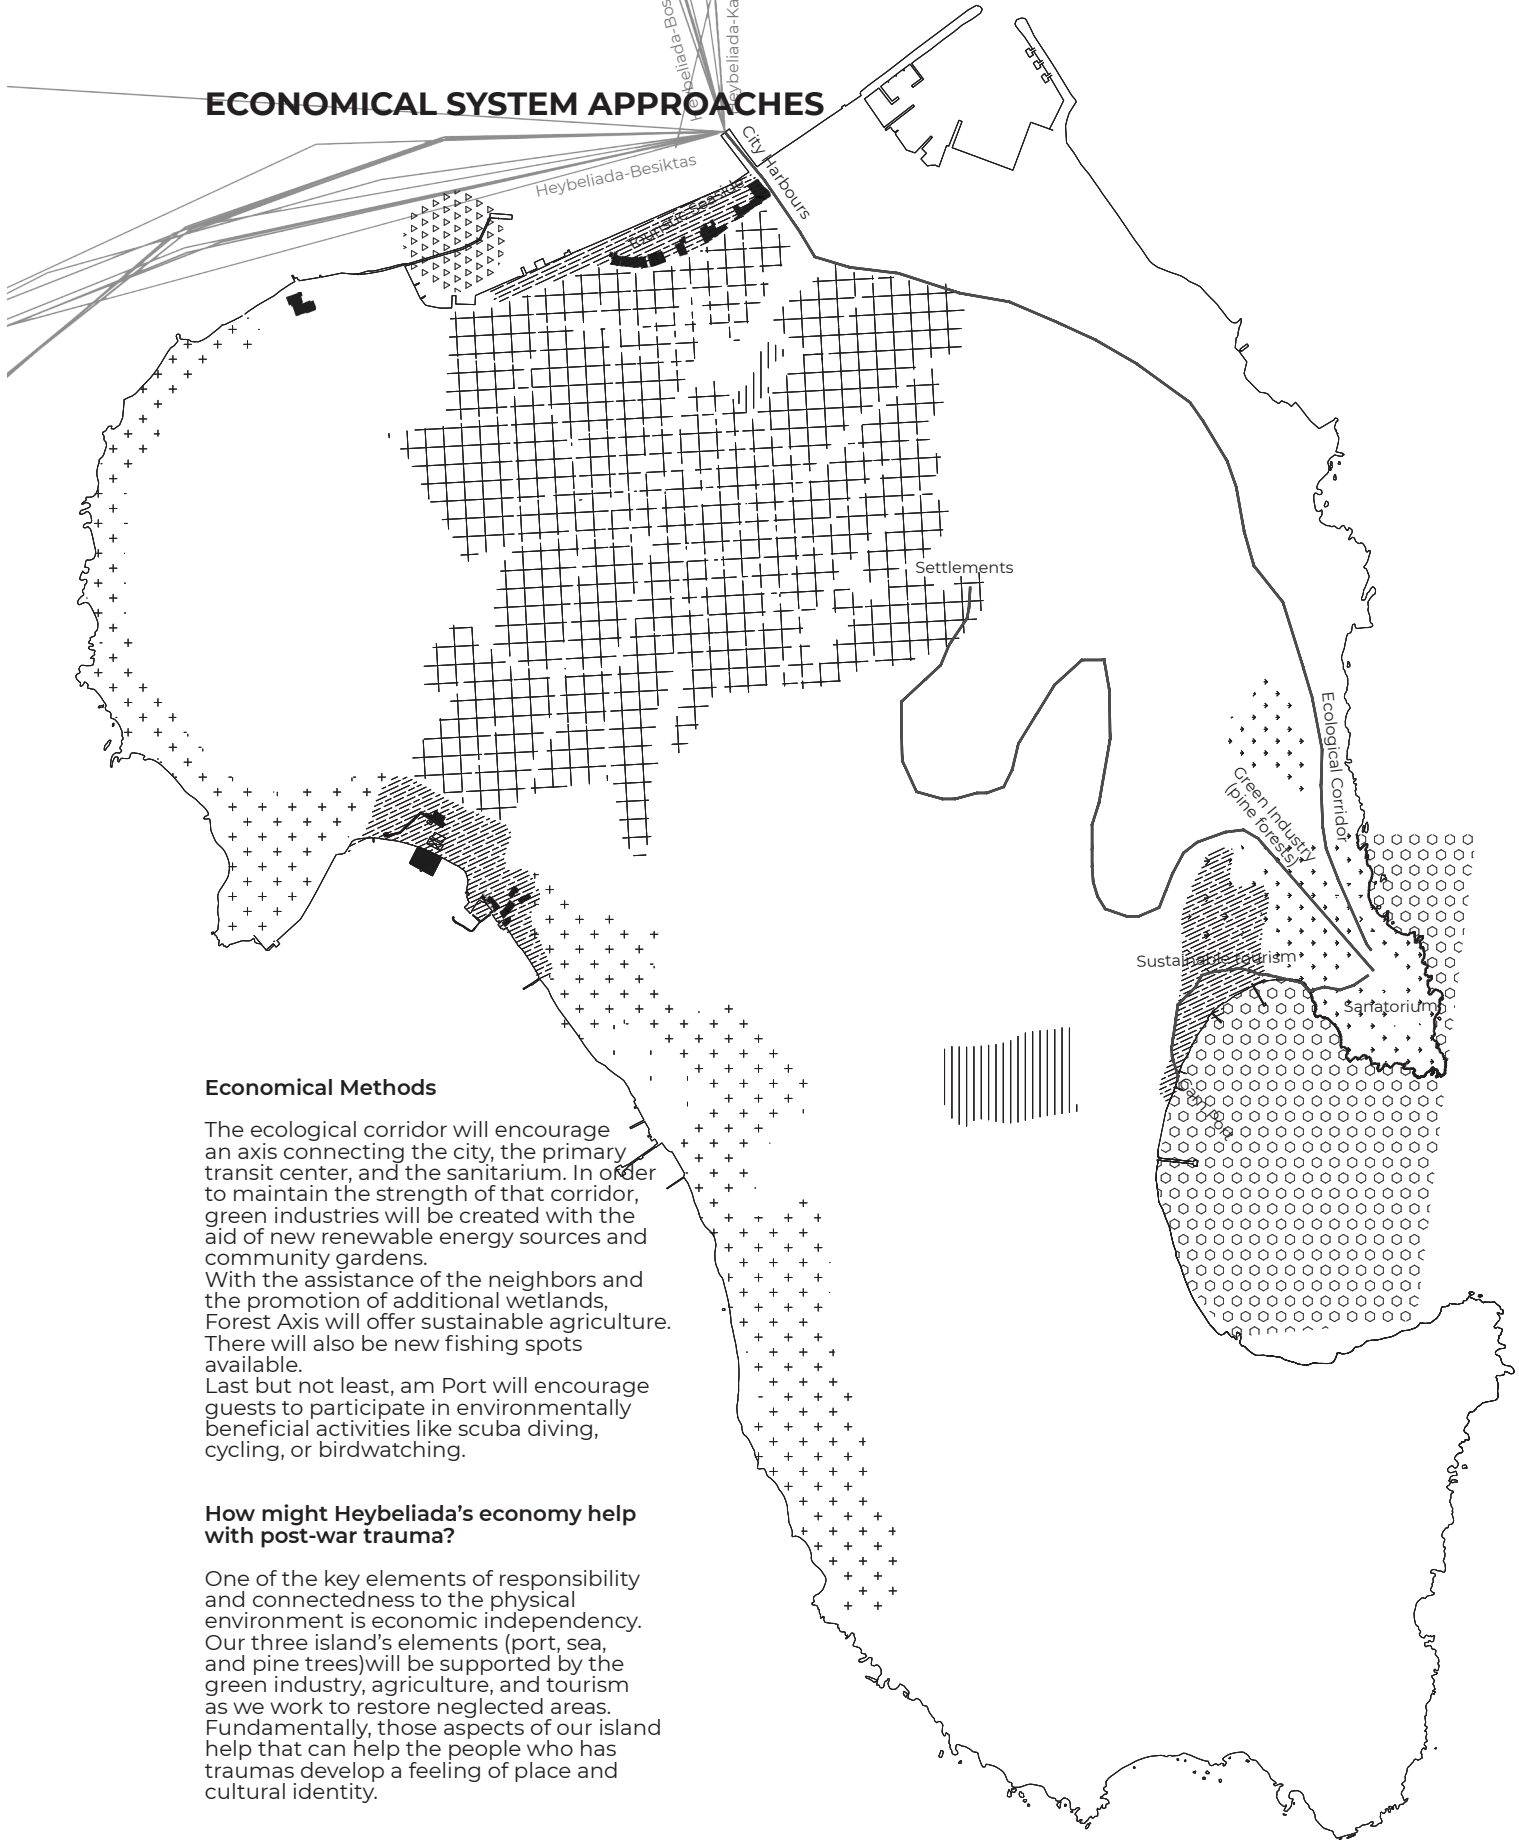 Heybeliada-Bos
Heybeliada-Ka
ECONOMICAL SYSTEM APPROACHES
City Harbours
Heybeliada-Besiktas
Touristic Seaside
Settlements
Ecological Corridor
Green Industry
(pine forests)
Sustainable tourism
Sanatorium
Cam Port
Economical Methods
The ecological corridor will encourage
an axis connecting the city, the primary
transit center, and the sanitarium. In order
to maintain the strength of that corridor,
green industries will be created with the
aid of new renewable energy sources and
community gardens.
With the assistance of the neighbors and
the promotion of additional wetlands,
Forest Axis will offer sustainable agriculture.
There will also be new fishing spots
available.
Last but not least, am Port will encourage
guests to participate in environmentally
beneficial activities like scuba diving,
cycling, or birdwatching.
How might Heybeliada’s economy help
with post-war trauma?
One of the key elements of responsibility
and connectedness to the physical
environment is economic independency.
Our three island’s elements (port, sea,
and pine trees)will be supported by the
green industry, agriculture, and tourism
as we work to restore neglected areas.
Fundamentally, those aspects of our island
help that can help the people who has
traumas develop a feeling of place and
cultural identity.